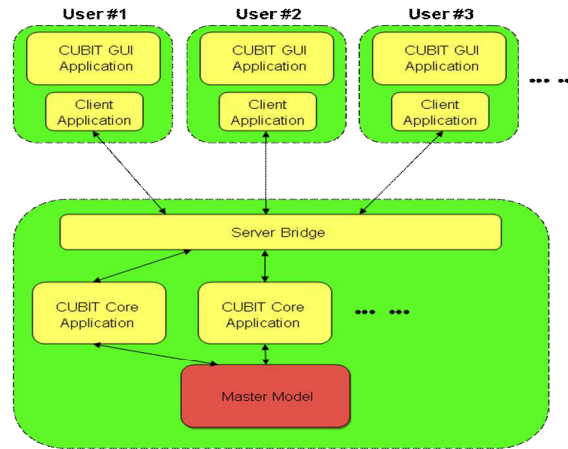 User #1 User #2 User #3
CUBIT GUI CUBIT GUI CUBIT GUI
Application Application Application
... ...
Client Client Client
Application Application Application
Server Bridge
CUBIT Core CUBIT Core
Application Application
... ...
Master Model